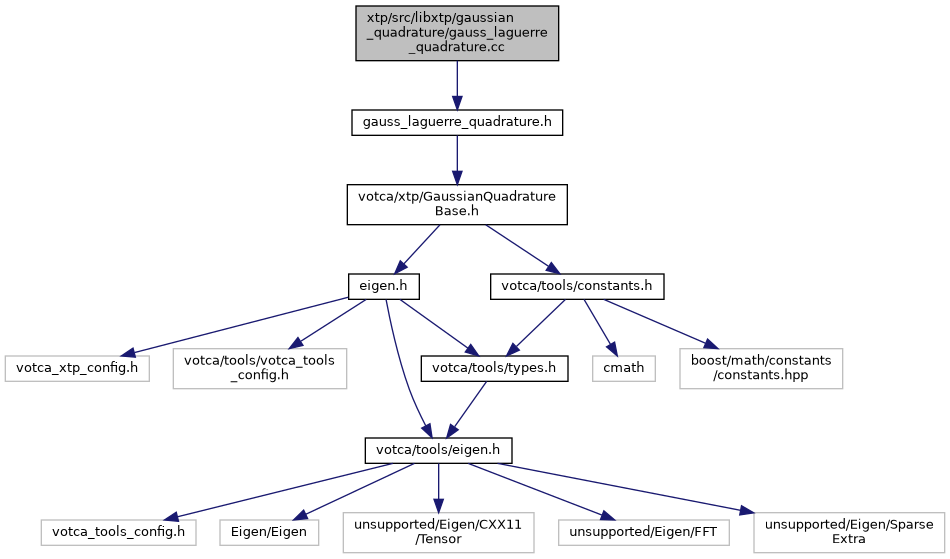 xtp/src/libxtp/gaussian
_quadrature/gauss_laguerre
_quadrature.cc
gauss_laguerre_quadrature.h
votca/xtp/GaussianQuadrature
Base.h
eigen.h
votca/tools/constants.h
votca_xtp_config.h
votca/tools/votca_tools
_config.h
votca/tools/types.h
cmath
boost/math/constants
/constants.hpp
votca/tools/eigen.h
votca_tools_config.h
Eigen/Eigen
unsupported/Eigen/CXX11
/Tensor
unsupported/Eigen/FFT
unsupported/Eigen/Sparse
Extra